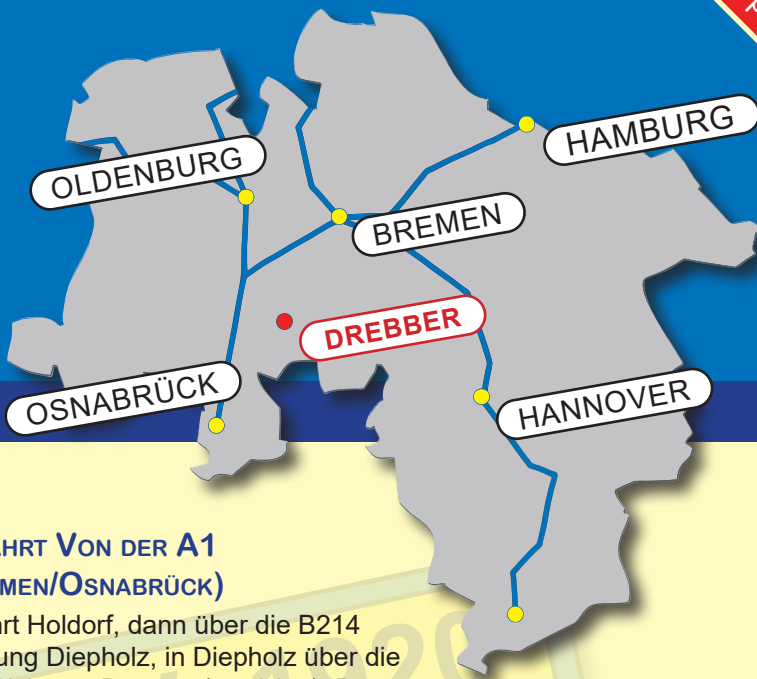 OLDENBURG
HAMBURG
BREMEN
DREBBER
OSNABRÜCK
HANNOVER
VON DER A1
/OSNABRÜCK)
Holdorf, dann über die B214
Diepholz, in Diepholz über die
1920